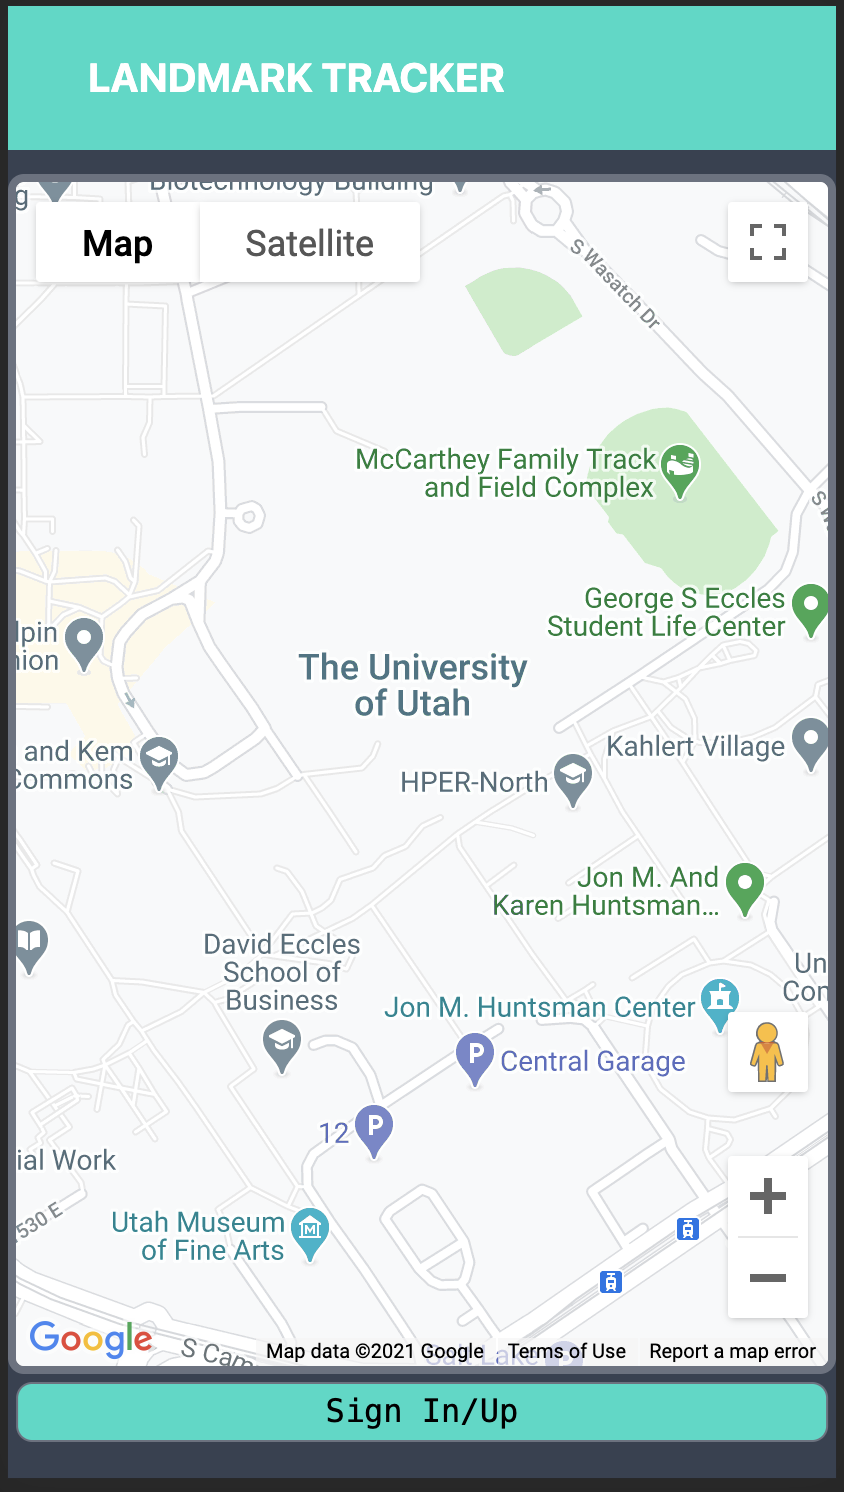 LANDMARK TRACKER
g
Biotechnology Building
Map
Satellite
S Wasatch Dr
McCarthey Family Track
and Field Complex
S W
George S Eccles
Student Life Center
lpin
nion
The University
of Utah
and Kem
Commons
Kahlert Village
HPER-North
Jon M. And
Karen Huntsman...
David Eccles
School of
Business
Un
Con
Jon M. Huntsman Center
P
Central Garage
12
P
ial Work
1530 E
Utah Museum
of Fine Arts
M
Google
S Cam
Salt Lake
Map data ©2021 Google
Terms of Use
Report a map error
Sign In/Up